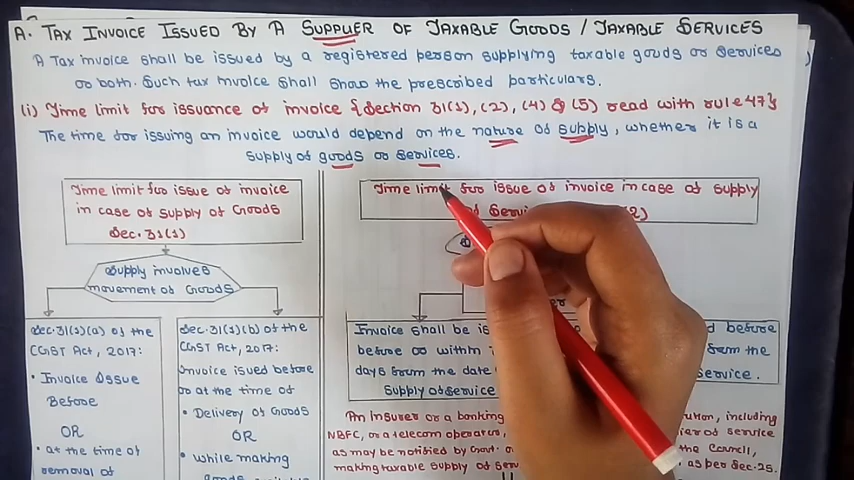 A. TAX INVOICE ISSUED BY A SUPPLIER OF TAXABLE GOODS / TAXABLE SERVICES
A Tax invoice shall be issued by a registered person supplying taxable goods or services
or both. Such tax invoice shall show the prescribed particulars.
(i) Time limit for issuance of invoice {Section 31(1), (2), (4) & (5) read with rule 47}
The time for issuing an invoice would depend on the nature of supply, whether it is a
supply of goods or services.
Time limit for issue of invoice
in case of supply of Goods
Sec. 31(1)
Supply involves
movement of Goods
Sec. 31(1)(a) of the
CGST Act, 2017:
• Invoice Issue
Before
OR
• at the time of
removal of
Sec. 31(1)(b) of the
CGST Act, 2017:
Invoice issued before
or at the time of
• Delivery of Goods
OR
• while making
Time limit for issue of invoice in case of supply
(2)
Invoice shall be
before or within
days from the date
Supply of service
before
from the
service.
An insurer or a banking including
NBFC, or a telecom operator, of service
as may be notified by Govt. the Council,
making taxable supply of as per Sec. 25.